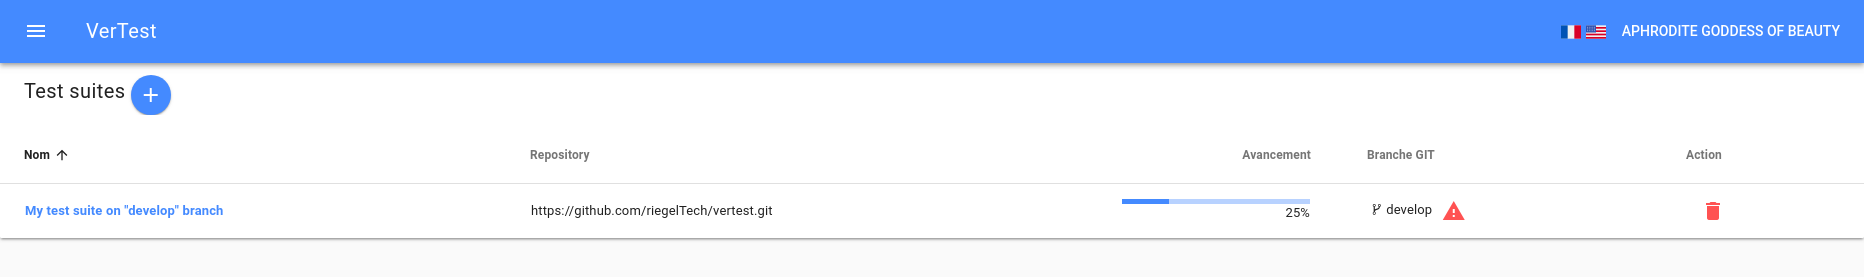 VerTest
APHRODITE GODDESS OF BEAUTY
Test suites
Nom Repository Avancement Branche GIT Action
My test suite on "develop" branch https://github.com/riegelTech/vertest.git 25% develop